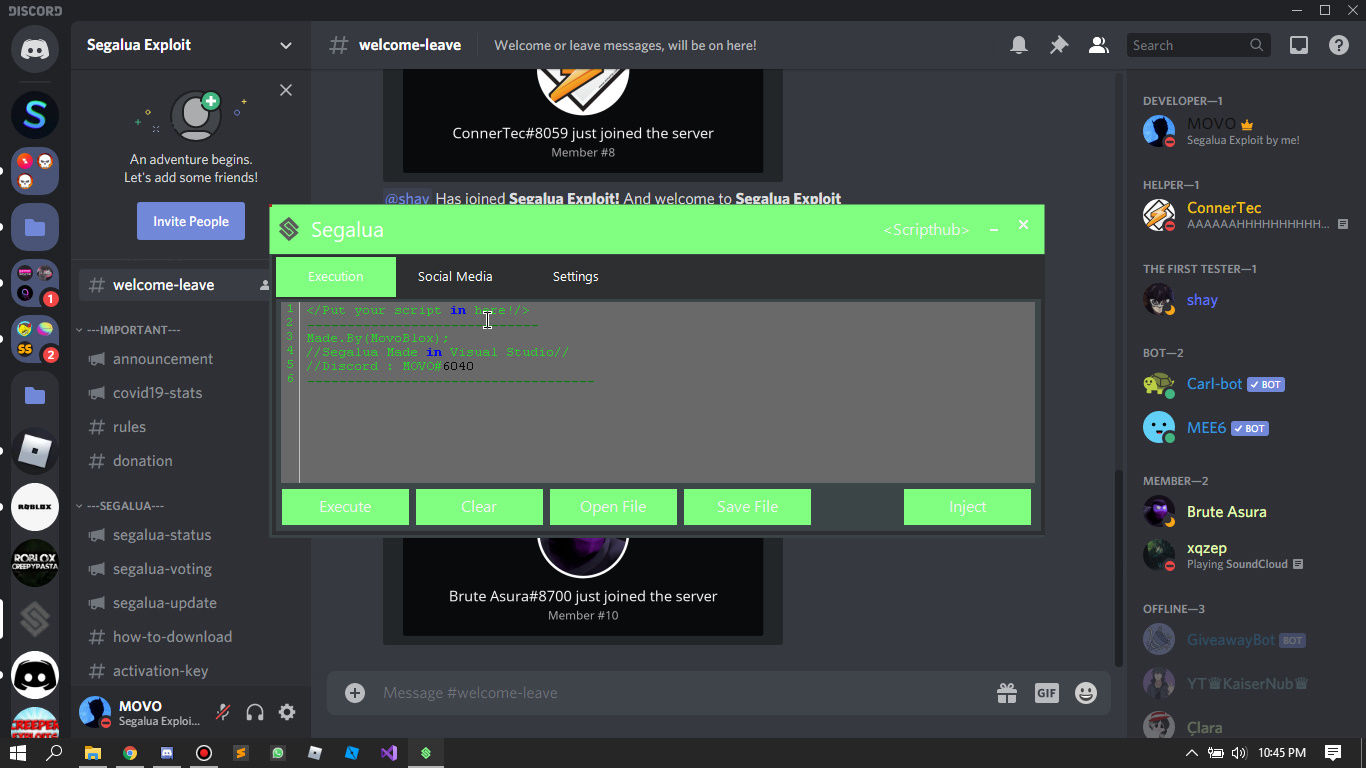 DISCORD
Segalua Exploit
welcome-leave
Welcome or leave messages, will be on here!
Search
An adventure begins.
Let's add some friends!
Invite People
welcome-leave
---IMPORTANT---
announcement
covid19-stats
rules
donation
---SEGALUA---
segalua-status
segalua-voting
segalua-update
how-to-download
activation-key
1
2
ROBLOX
ROBLOX
CREEPYPASTA
CREEPER
MOVO
Segalua Exploi...
ConnerTec#8059 just joined the server
Member #8
@shay Has joined Segalua Exploit! And welcome to Segalua Exploit
Segalua
<Scripthub>
Execution
Social Media
Settings
1 </Put your script in here!/>
2 -----------------------------
3 Made.By(MovoBlox);
4 //Segalua Made in Visual Studio//
5 //Discord : MOVO#6040
6 ------------------------------------
Execute
Clear
Open File
Save File
Inject
Brute Asura#8700 just joined the server
Member #10
Message #welcome-leave
GIF
DEVELOPER—1
MOVO
Segalua Exploit by me!
HELPER—1
ConnerTec
AAAAAAHHHHHHHHHH...
THE FIRST TESTER—1
shay
BOT—2
Carl-bot BOT
MEE6 BOT
MEMBER—2
Brute Asura
xqzep
Playing SoundCloud
OFFLINE—3
GiveawayBot BOT
YT♛KaiserNub♛
Çlara
10:45 PM